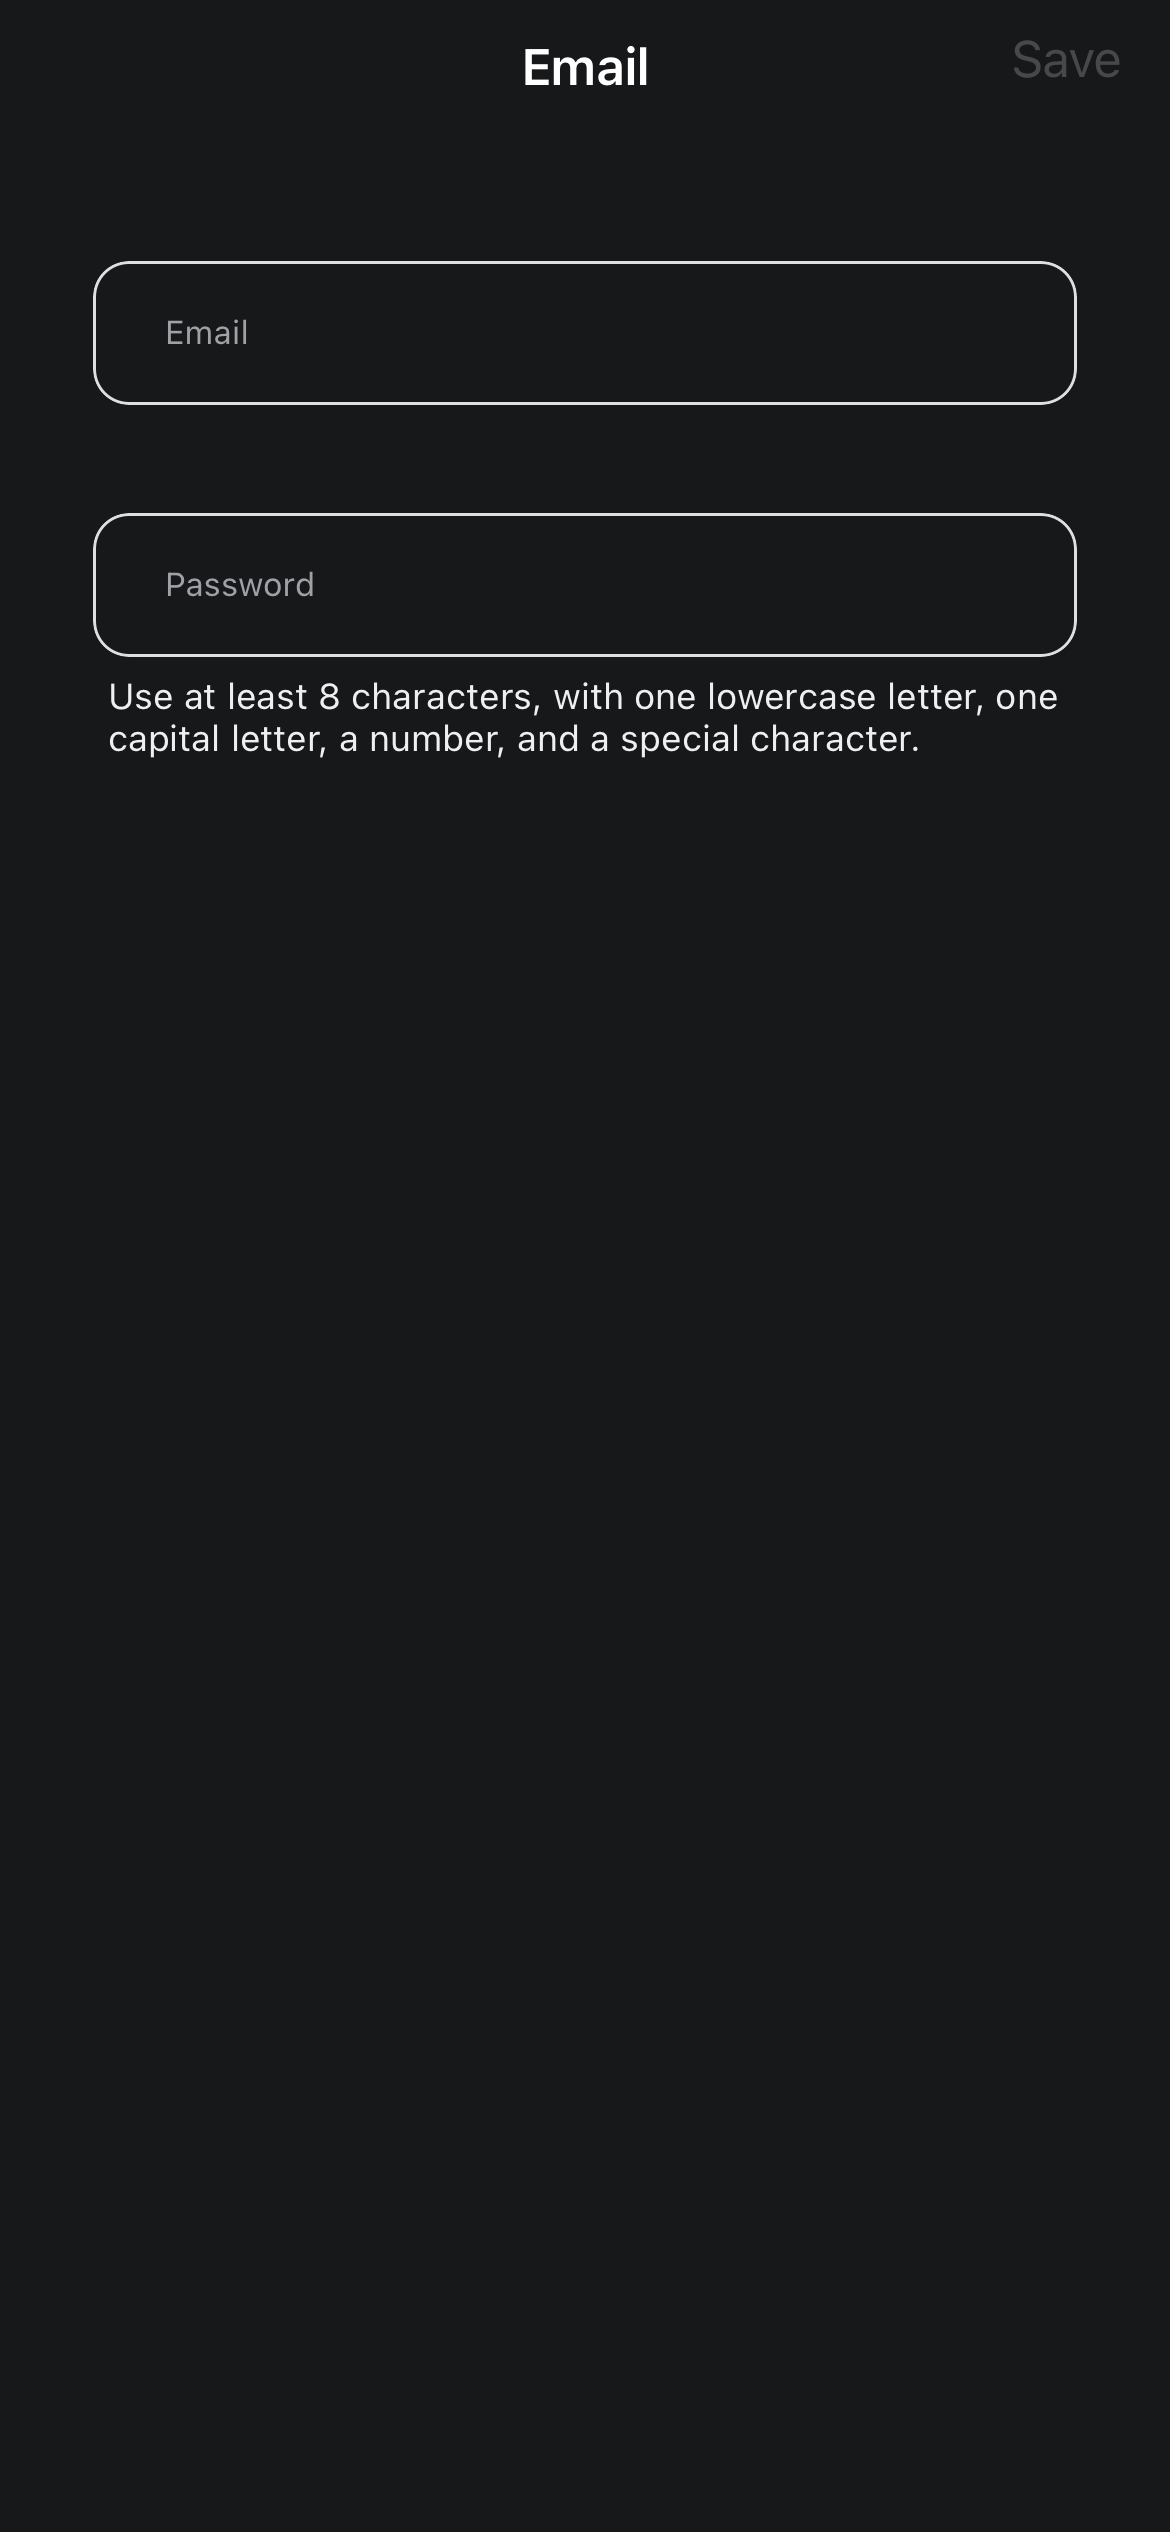 Email
Save
Email
Password
Use at least 8 characters, with one lowercase letter, one
capital letter, a number, and a special character.